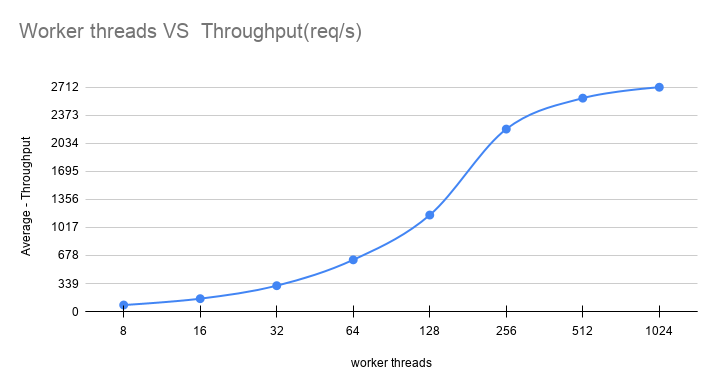 Worker threads VS  Throughput(req/s)
Average - Throughput
2712
2373
2034
1695
1356
1017
678
339
0
8 16 32 64 128 256 512 1024
worker threads